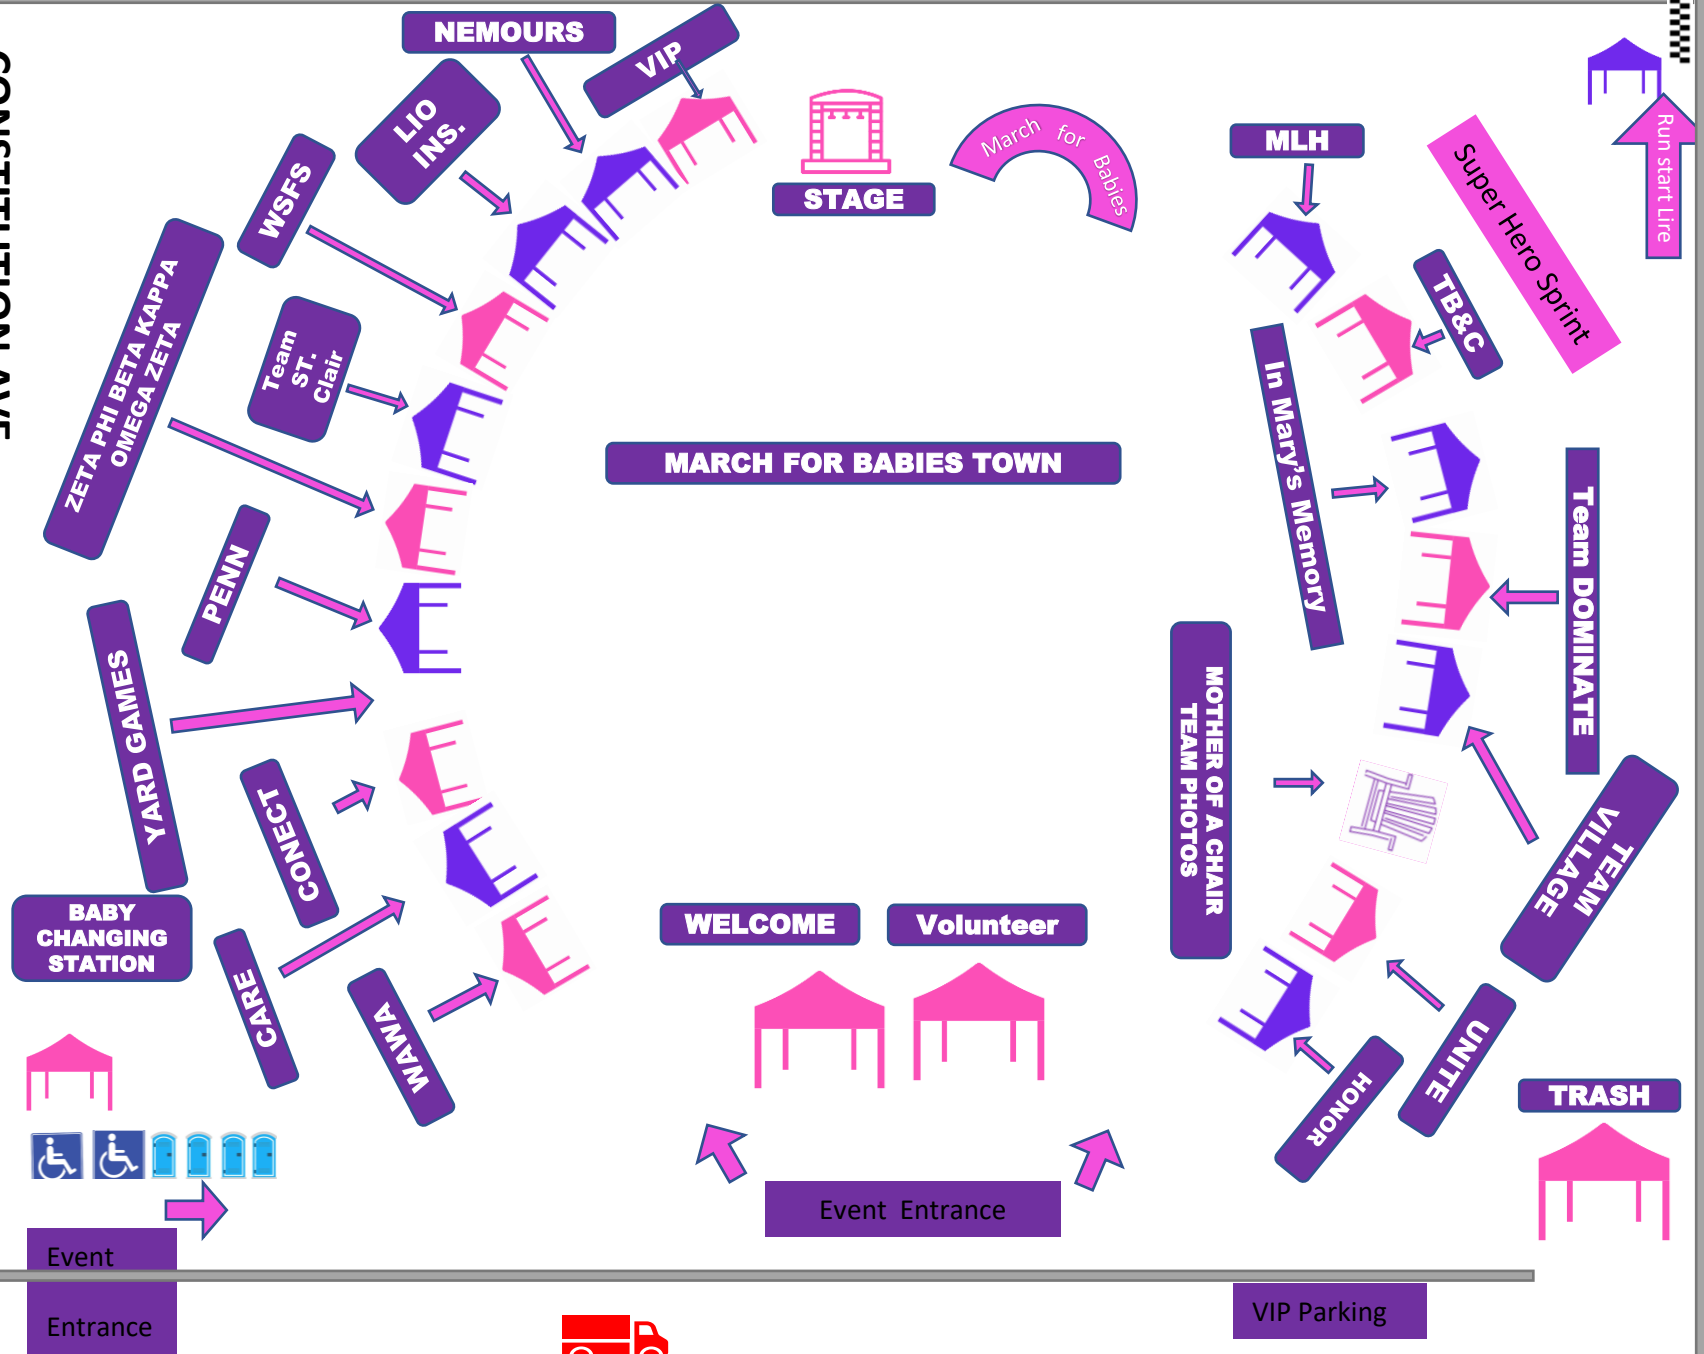 CONSTITUTION AVE
NEMOURS
VIP
LIO
INS.
WSFS
ZETA PHI BETA KAPPA
OMEGA ZETA
Team
ST.
Clair
PENN
YARD GAMES
CONECT
BABY
CHANGING
STATION
CARE
WAWA
STAGE
March for Babies
MARCH FOR BABIES TOWN
MLH
TB&C
Super Hero Sprint
Run start Lire
In Mary's Memory
Team DOMINATE
MOTHER OF A CHAIR
TEAM PHOTOS
TEAM
VILLAGE
UNITE
HONOR
TRASH
WELCOME
Volunteer
Event Entrance
Event
Entrance
VIP Parking